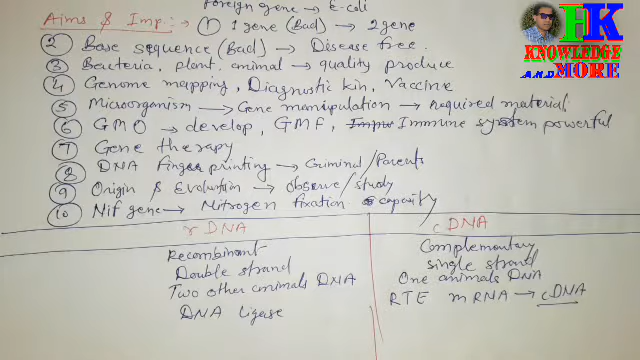 Foreign gene → E-coli
Aims & Imp.: → ① 1 gene (Bad) → 2 gene
② Base sequence (Bad) → Disease free.
③ Bacteria, plant, animal → quality produce
④ Genome mapping, Diagnostic kin, Vaccine
⑤ Microorganism → Gene manipulation → required material
⑥ GMO → develop, GMF, Immune system powerful
⑦ Gene therapy
⑧ DNA Finger printing → Criminal/Parents
⑨ Origin & Evolution → observe/study
⑩ Nif gene → Nitrogen fixation capacity
r DNA
Recombinant
Double strand
Two other animals DNA
DNA ligase
c DNA
Complementary
single strand
One animals DNA
RTE mRNA → cDNA
HK
KNOWLEDGE
AND
MORE